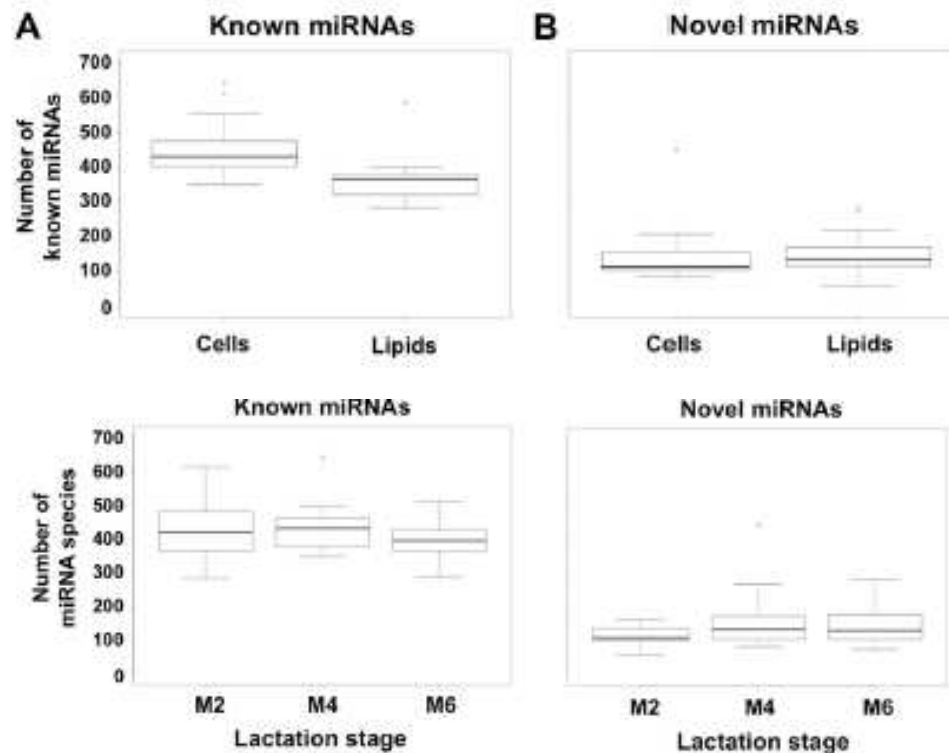 A Known miRNAs
B Novel miRNAs
Number of
known miRNAs
700
600
500
400
300
200
100
0
Cells
Lipids
Cells
Lipids
Known miRNAs
Novel miRNAs
Number of
miRNA species
700
600
500
400
300
200
100
0
M2
M4
M6
M2
M4
M6
Lactation stage
Lactation stage